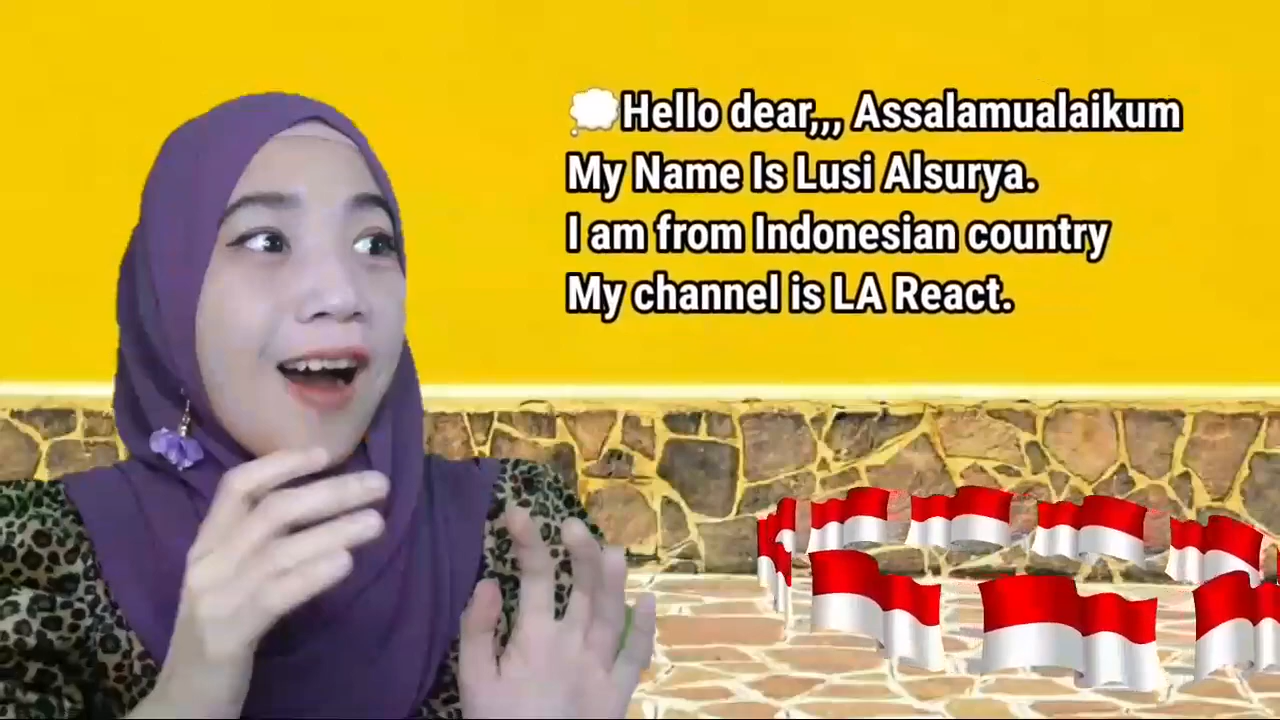 Hello dear,,, Assalamualaikum
My Name Is Lusi Alsurya.
I am from Indonesian country
My channel is LA React.